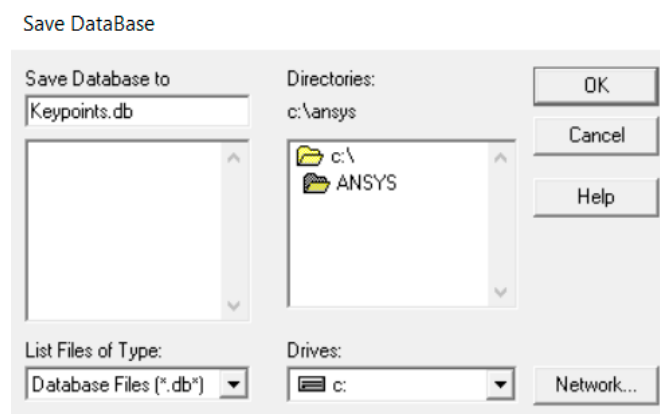 Save DataBase
Save Database to
Keypoints.db
Directories:
c:\ansys
c:\
ANSYS
OK
Cancel
Help
List Files of Type:
Database Files (*.db*)
Drives:
c:
Network...